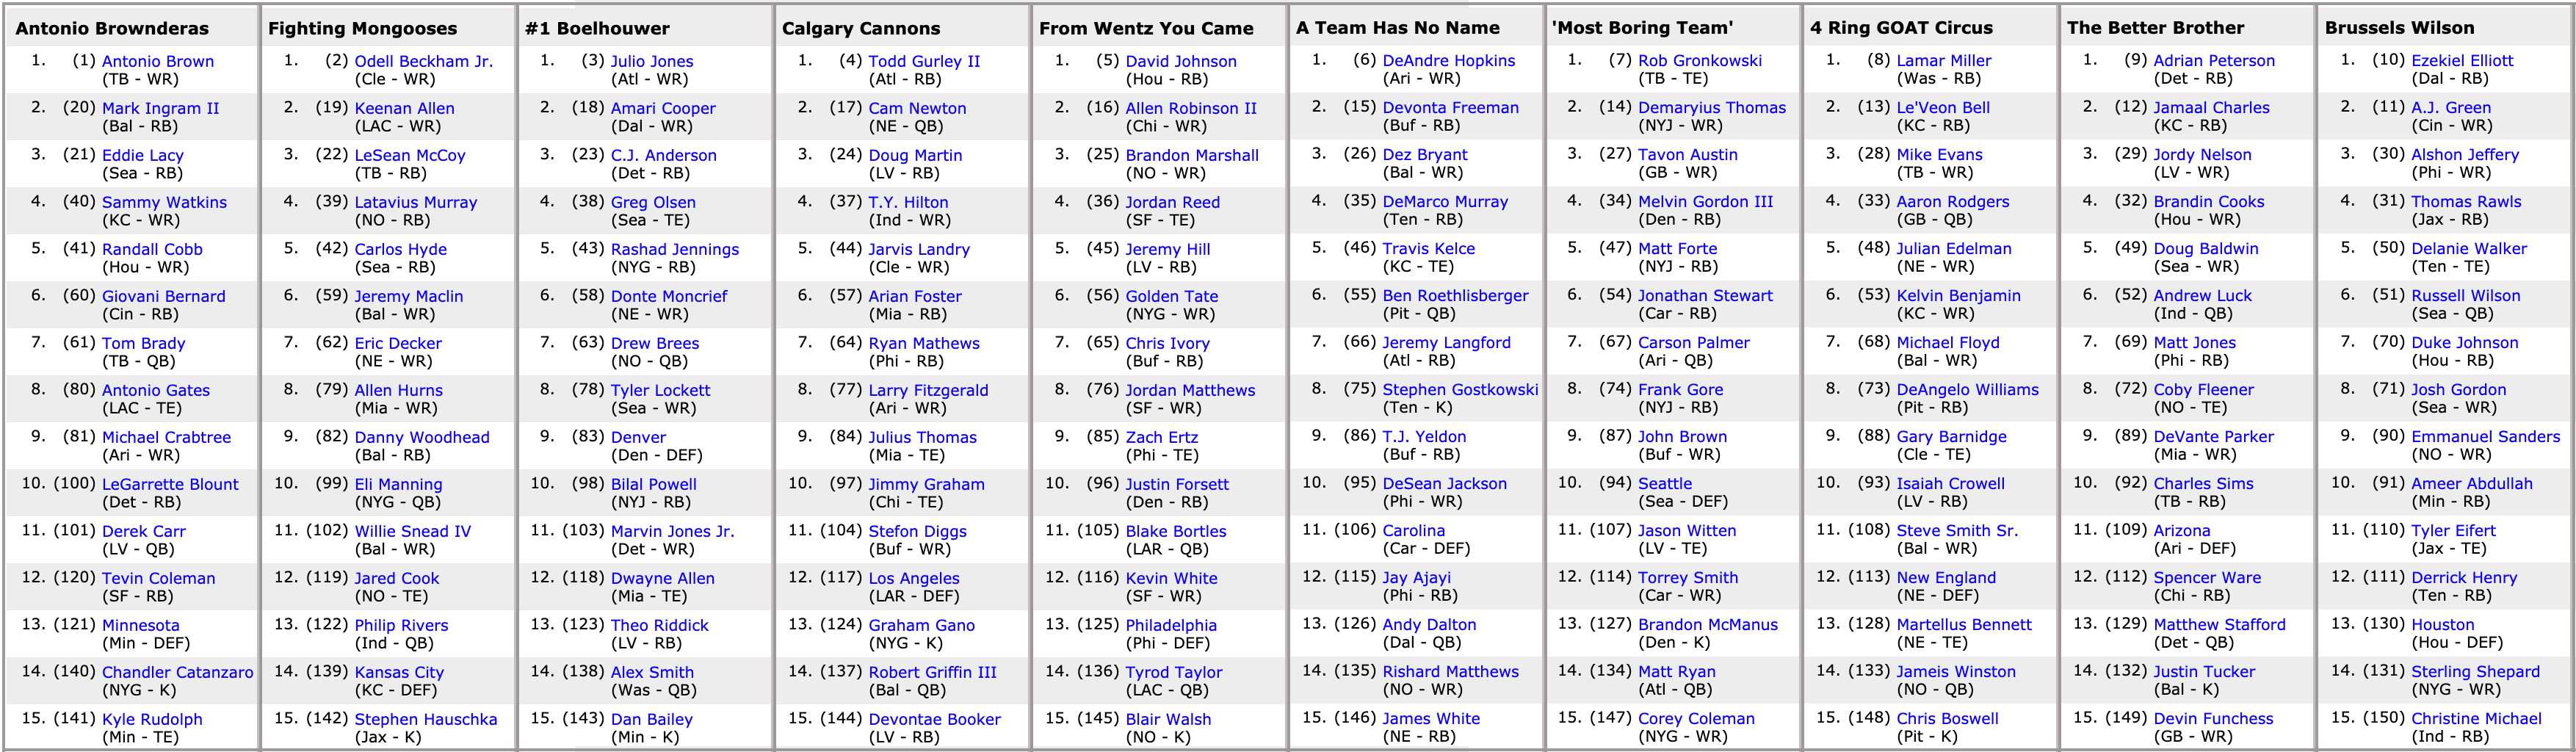 Antonio Brownderas
1. (1) Antonio Brown
(TB - WR)
2. (20) Mark Ingram II
(Bal - RB)
3. (21) Eddie Lacy
(Sea - RB)
4. (40) Sammy Watkins
(KC - WR)
5. (41) Randall Cobb
(Hou - WR)
6. (60) Giovani Bernard
(Cin - RB)
7. (61) Tom Brady
(TB - QB)
8. (80) Antonio Gates
(LAC - TE)
9. (81) Michael Crabtree
(Ari - WR)
10. (100) LeGarrette Blount
(Det - RB)
11. (101) Derek Carr
(LV - QB)
12. (120) Tevin Coleman
(SF - RB)
13. (121) Minnesota
(Min - DEF)
14. (140) Chandler Catanzaro
(NYG - K)
15. (141) Kyle Rudolph
(Min - TE)
Fighting Mongooses
1. (2) Odell Beckham Jr.
(Cle - WR)
2. (19) Keenan Allen
(LAC - WR)
3. (22) LeSean McCoy
(TB - RB)
4. (39) Latavius Murray
(NO - RB)
5. (42) Carlos Hyde
(Sea - RB)
6. (59) Jeremy Maclin
(Bal - WR)
7. (62) Eric Decker
(NE - WR)
8. (79) Allen Hurns
(Mia - WR)
9. (82) Danny Woodhead
(Bal - RB)
10. (99) Eli Manning
(NYG - QB)
11. (102) Willie Snead IV
(Bal - WR)
12. (119) Jared Cook
(NO - TE)
13. (122) Philip Rivers
(Ind - QB)
14. (139) Kansas City
(KC - DEF)
15. (142) Stephen Hauschka
(Jax - K)
#1 Boelhouwer
1. (3) Julio Jones
(Atl - WR)
2. (18) Amari Cooper
(Dal - WR)
3. (23) C.J. Anderson
(Det - RB)
4. (38) Greg Olsen
(Sea - TE)
5. (43) Rashad Jennings
(NYG - RB)
6. (58) Donte Moncrief
(NE - WR)
7. (63) Drew Brees
(NO - QB)
8. (78) Tyler Lockett
(Sea - WR)
9. (83) Denver
(Den - DEF)
10. (98) Bilal Powell
(NYJ - RB)
11. (103) Marvin Jones Jr.
(Det - WR)
12. (118) Dwayne Allen
(Mia - TE)
13. (123) Theo Riddick
(LV - RB)
14. (138) Alex Smith
(Was - QB)
15. (143) Dan Bailey
(Min - K)
Calgary Cannons
1. (4) Todd Gurley II
(Atl - RB)
2. (17) Cam Newton
(NE - QB)
3. (24) Doug Martin
(LV - RB)
4. (37) T.Y. Hilton
(Ind - WR)
5. (44) Jarvis Landry
(Cle - WR)
6. (57) Arian Foster
(Mia - RB)
7. (64) Ryan Mathews
(Phi - RB)
8. (77) Larry Fitzgerald
(Ari - WR)
9. (84) Julius Thomas
(Mia - TE)
10. (97) Jimmy Graham
(Chi - TE)
11. (104) Stefon Diggs
(Buf - WR)
12. (117) Los Angeles
(LAR - DEF)
13. (124) Graham Gano
(NYG - K)
14. (137) Robert Griffin III
(Bal - QB)
15. (144) Devontae Booker
(LV - RB)
From Wentz You Came
1. (5) David Johnson
(Hou - RB)
2. (16) Allen Robinson II
(Chi - WR)
3. (25) Brandon Marshall
(NO - WR)
4. (36) Jordan Reed
(SF - TE)
5. (45) Jeremy Hill
(LV - RB)
6. (56) Golden Tate
(NYG - WR)
7. (65) Chris Ivory
(Buf - RB)
8. (76) Jordan Matthews
(SF - WR)
9. (85) Zach Ertz
(Phi - TE)
10. (96) Justin Forsett
(Den - RB)
11. (105) Blake Bortles
(LAR - QB)
12. (116) Kevin White
(SF - WR)
13. (125) Philadelphia
(Phi - DEF)
14. (136) Tyrod Taylor
(LAC - QB)
15. (145) Blair Walsh
(NO - K)
A Team Has No Name
1. (6) DeAndre Hopkins
(Ari - WR)
2. (15) Devonta Freeman
(Buf - RB)
3. (26) Dez Bryant
(Bal - WR)
4. (35) DeMarco Murray
(Ten - RB)
5. (46) Travis Kelce
(KC - TE)
6. (55) Ben Roethlisberger
(Pit - QB)
7. (66) Jeremy Langford
(Atl - RB)
8. (75) Stephen Gostkowski
(Ten - K)
9. (86) T.J. Yeldon
(Buf - RB)
10. (95) DeSean Jackson
(Phi - WR)
11. (106) Carolina
(Car - DEF)
12. (115) Jay Ajayi
(Phi - RB)
13. (126) Andy Dalton
(Dal - QB)
14. (135) Rishard Matthews
(NO - WR)
15. (146) James White
(NE - RB)
'Most Boring Team'
1. (7) Rob Gronkowski
(TB - TE)
2. (14) Demaryius Thomas
(NYJ - WR)
3. (27) Tavon Austin
(GB - WR)
4. (34) Melvin Gordon III
(Den - RB)
5. (47) Matt Forte
(NYJ - RB)
6. (54) Jonathan Stewart
(Car - RB)
7. (67) Carson Palmer
(Ari - QB)
8. (74) Frank Gore
(NYJ - RB)
9. (87) John Brown
(Buf - WR)
10. (94) Seattle
(Sea - DEF)
11. (107) Jason Witten
(LV - TE)
12. (114) Torrey Smith
(Car - WR)
13. (127) Brandon McManus
(Den - K)
14. (134) Matt Ryan
(Atl - QB)
15. (147) Corey Coleman
(NYG - WR)
4 Ring GOAT Circus
1. (8) Lamar Miller
(Was - RB)
2. (13) Le'Veon Bell
(KC - RB)
3. (28) Mike Evans
(TB - WR)
4. (33) Aaron Rodgers
(GB - QB)
5. (48) Julian Edelman
(NE - WR)
6. (53) Kelvin Benjamin
(KC - WR)
7. (68) Michael Floyd
(Bal - WR)
8. (73) DeAngelo Williams
(Pit - RB)
9. (88) Gary Barnidge
(Cle - TE)
10. (93) Isaiah Crowell
(LV - RB)
11. (108) Steve Smith Sr.
(Bal - WR)
12. (113) New England
(NE - DEF)
13. (128) Martellus Bennett
(NE - TE)
14. (133) Jameis Winston
(NO - QB)
15. (148) Chris Boswell
(Pit - K)
The Better Brother
1. (9) Adrian Peterson
(Det - RB)
2. (12) Jamaal Charles
(KC - RB)
3. (29) Jordy Nelson
(LV - WR)
4. (32) Brandin Cooks
(Hou - WR)
5. (49) Doug Baldwin
(Sea - WR)
6. (52) Andrew Luck
(Ind - QB)
7. (69) Matt Jones
(Phi - RB)
8. (72) Coby Fleener
(NO - TE)
9. (89) DeVante Parker
(Mia - WR)
10. (92) Charles Sims
(TB - RB)
11. (109) Arizona
(Ari - DEF)
12. (112) Spencer Ware
(Chi - RB)
13. (129) Matthew Stafford
(Det - QB)
14. (132) Justin Tucker
(Bal - K)
15. (149) Devin Funchess
(GB - WR)
Brussels Wilson
1. (10) Ezekiel Elliott
(Dal - RB)
2. (11) A.J. Green
(Cin - WR)
3. (30) Alshon Jeffery
(Phi - WR)
4. (31) Thomas Rawls
(Jax - RB)
5. (50) Delanie Walker
(Ten - TE)
6. (51) Russell Wilson
(Sea - QB)
7. (70) Duke Johnson
(Hou - RB)
8. (71) Josh Gordon
(Sea - WR)
9. (90) Emmanuel Sanders
(NO - WR)
10. (91) Ameer Abdullah
(Min - RB)
11. (110) Tyler Eifert
(Jax - TE)
12. (111) Derrick Henry
(Ten - RB)
13. (130) Houston
(Hou - DEF)
14. (131) Sterling Shepard
(NYG - WR)
15. (150) Christine Michael
(Ind - RB)